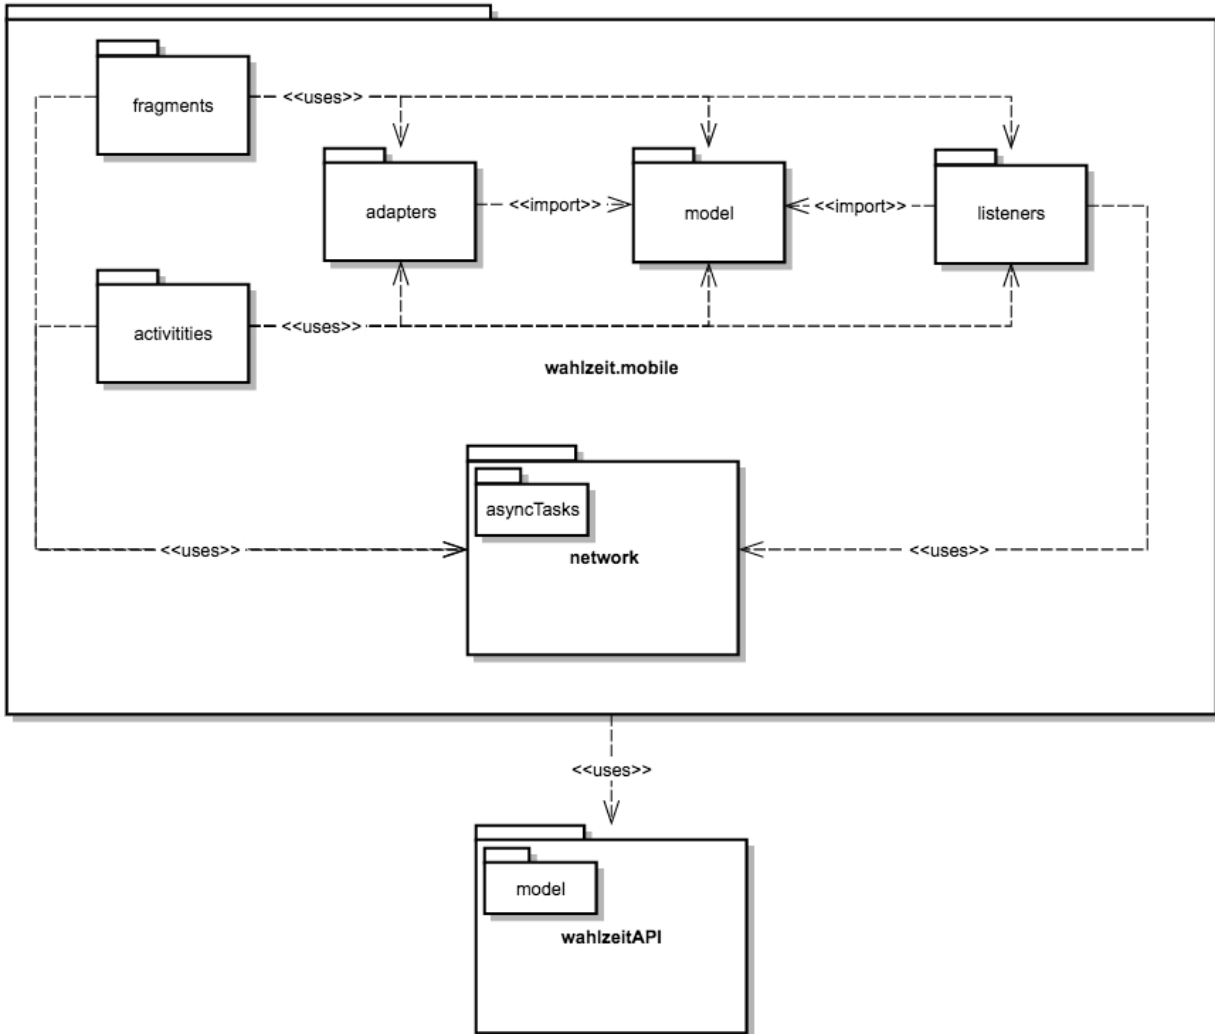 fragments
<<uses>>
adapters
<<import>>
model
<<import>>
listeners
activitities
<<uses>>
wahlzeit.mobile
asyncTasks
network
<<uses>>
<<uses>>
<<uses>>
model
wahlzeitAPI